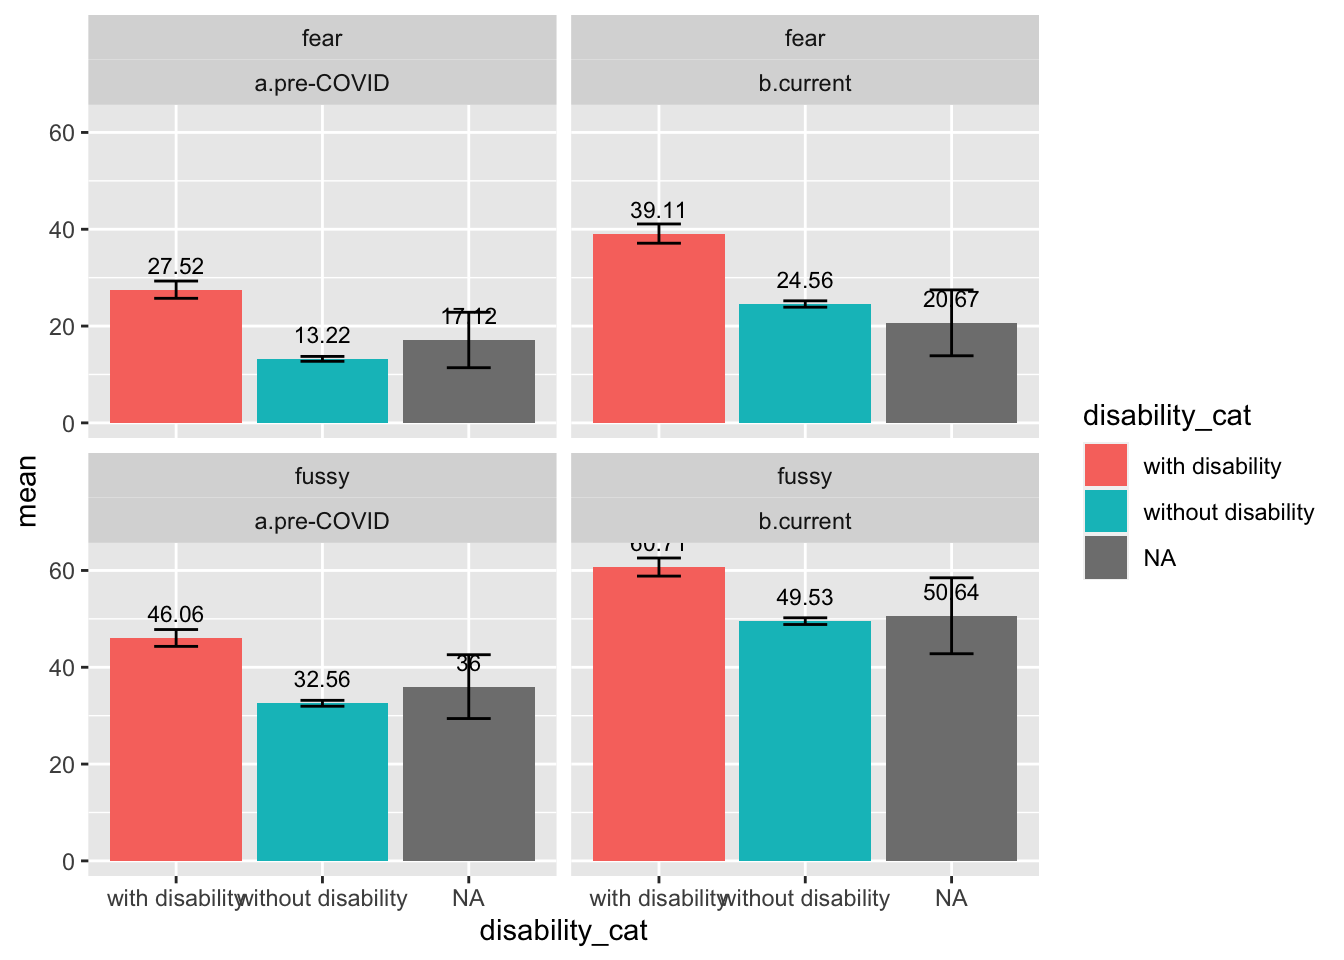 fear
a.pre-COVID
fear
b.current
60
40
20
0
27.52
13.22
17.12
39.11
24.56
20.67
fussy
a.pre-COVID
fussy
b.current
60
40
20
0
46.06
32.56
36
60.71
49.53
50.64
mean
with disability
without disability
NA
with disability
without disability
NA
disability_cat
disability_cat
with disability
without disability
NA